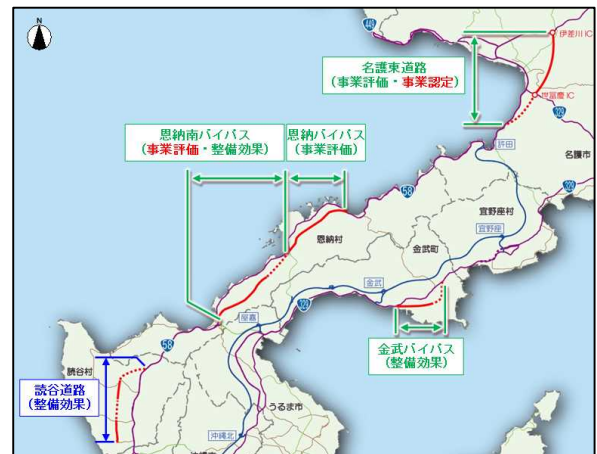 N
449
伊差川IC
名護東道路
(事業評価・事業認定)
世冨慶IC
329
恩納南バイパス
(事業評価・整備効果)
恩納バイパス
(事業評価)
許田
名護市
58
329
宜野座村
恩納村
宜野座
金武町
金武
329
屋嘉
58
金武バイパス
(整備効果)
読谷村
読谷道路
(整備効果)
うるま市
沖縄北